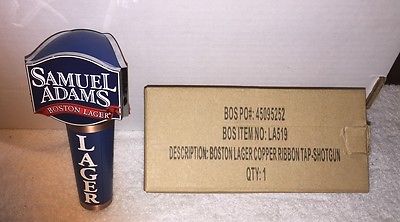 SAMUEL
ADAMS
BOSTON LAGER
LAGER
BOS PO#: 45095252
BOS ITEM NO: LA519
DESCRIPTION: BOSTON LAGER COPPER RIBBON TAP-SHOTGUN
QTY: 1